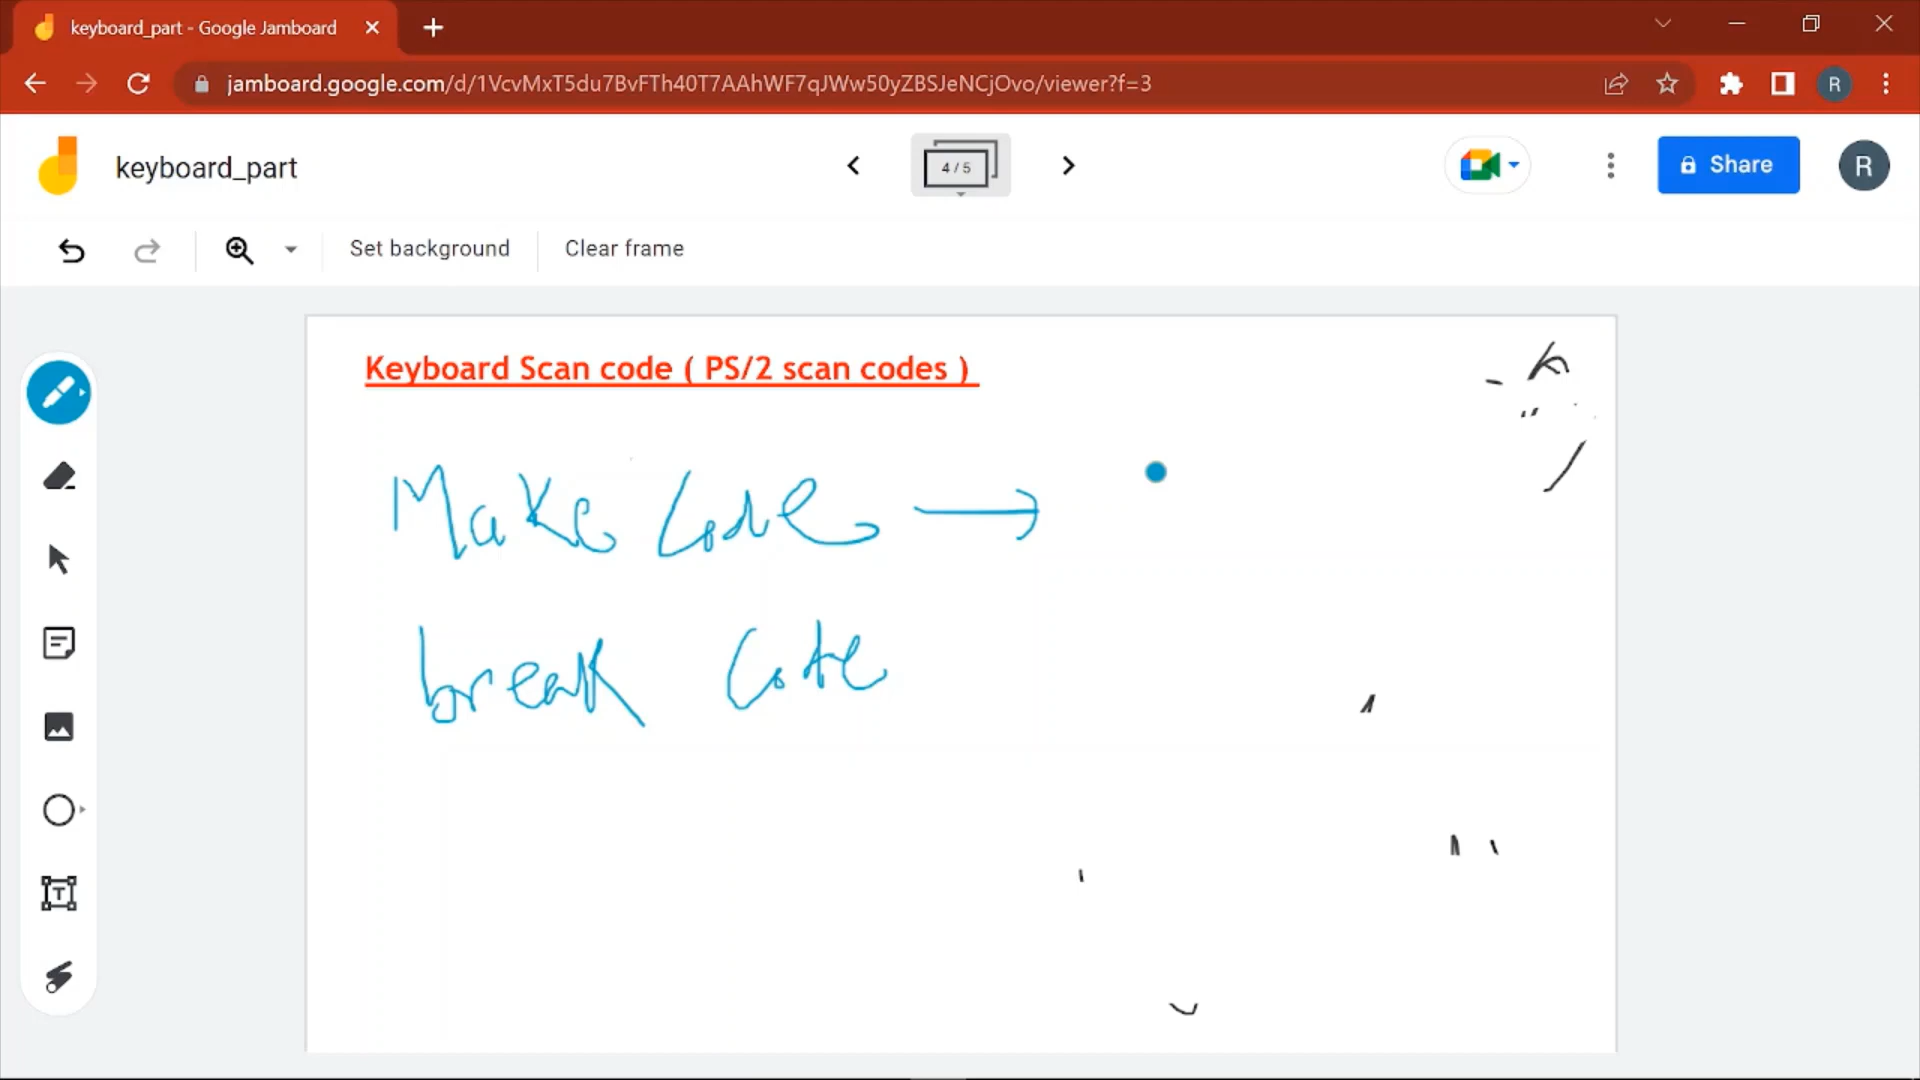 keyboard_part - Google Jamboard
jamboard.google.com/d/1VcvMxT5du7BvFTh40T7AAhWF7qJWw50yZBSJeNCjOvo/viewer?f=3
R
keyboard_part
4 / 5
Share
R
Set background
Clear frame
Keyboard Scan code ( PS/2 scan codes )
Make Code →
break Code